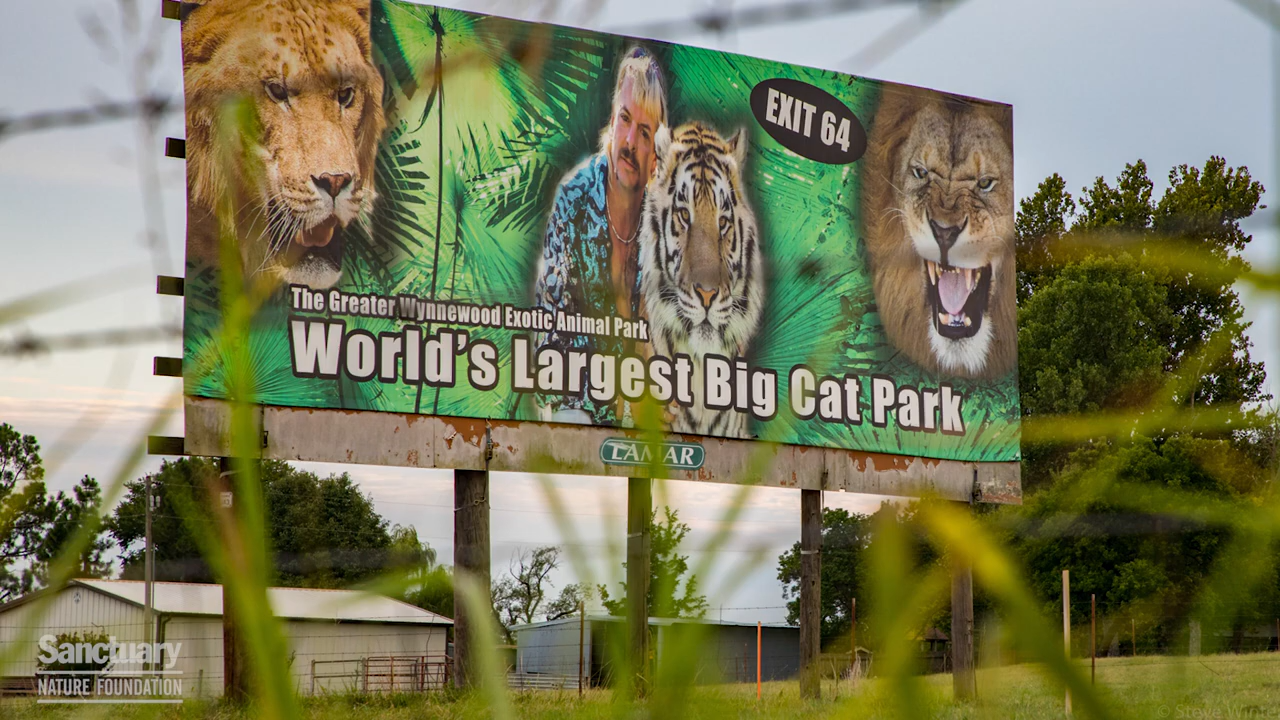 EXIT 64
The Greater Wynnewood Exotic Animal Park
World's Largest Big Cat Park
LAMAR
Sanctuary
NATURE FOUNDATION